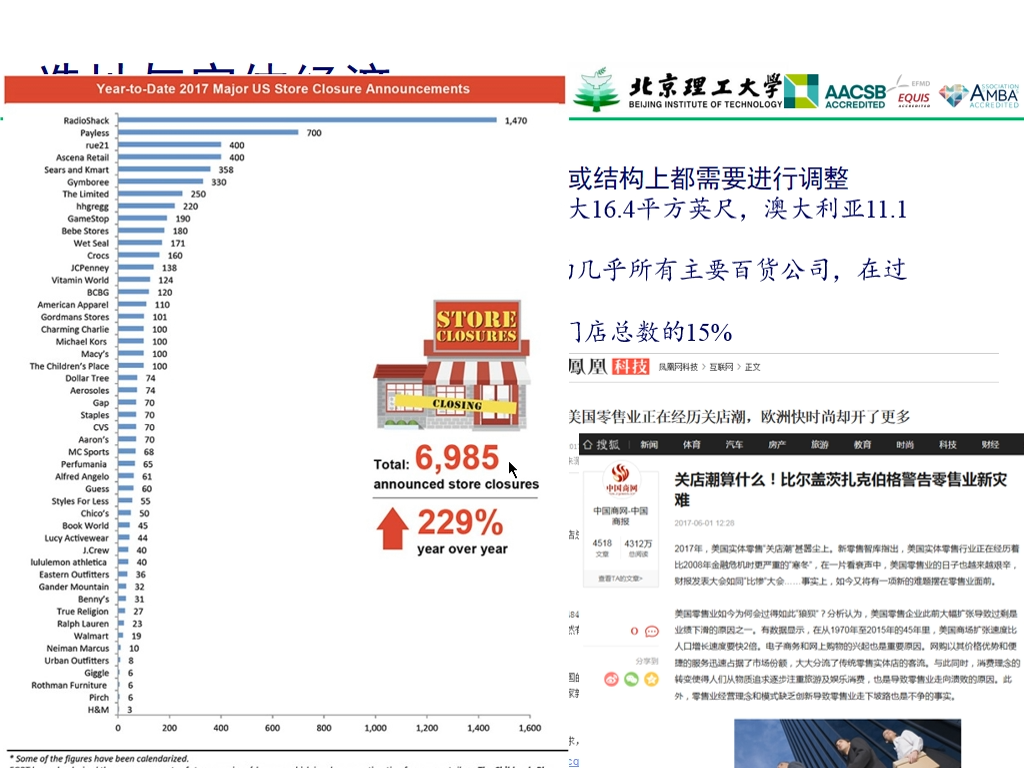 Year-to-Date 2017 Major US Store Closure Announcements
RadioShack 1,470
Payless 700
rue21 400
Ascena Retail 400
Sears and Kmart 358
Gymboree 330
The Limited 250
hhgregg 220
GameStop 190
Bebe Stores 180
Wet Seal 171
Crocs 160
JCPenney 138
Vitamin World 124
BCBG 120
American Apparel 110
Gordmans Stores 101
Charming Charlie 100
Michael Kors 100
Macy's 100
The Children's Place 100
Dollar Tree 74
Aerosoles 74
Gap 70
Staples 70
CVS 70
Aaron's 70
MC Sports 68
Perfumania 65
Alfred Angelo 61
Guess 60
Styles For Less 55
Chico's 50
Book World 45
Lucy Activewear 44
J.Crew 40
lululemon athletica 40
Eastern Outfitters 36
Gander Mountain 32
Benny's 31
True Religion 27
Ralph Lauren 23
Walmart 19
Neiman Marcus 10
Urban Outfitters 8
Giggle 6
Rothman Furniture 6
Pirch 6
H&M 3
0 200 400 600 800 1,000 1,200 1,400 1,600
* Some of the figures have been calendarized.
STORE
CLOSURES
CLOSING
Total: 6,985
announced store closures
229%
year over year
北京理工大学
BEIJING INSTITUTE OF TECHNOLOGY
AACSB
ACCREDITED
EFMD
EQUIS
ACCREDITED
ASSOCIATION
AMBA
ACCREDITED
或结构上都需要进行调整
大16.4平方英尺，澳大利亚11.1
几乎所有主要百货公司，在过
门店总数的15%
鳳凰 科技 凤凰网科技 > 互联网 > 正文
美国零售业正在经历关店潮，欧洲快时尚却开了更多
搜狐 新闻 体育 汽车 房产 旅游 教育 时尚 科技 财经
中国商网
中国商网-中国
商报
4518 4312万
文章 总阅读
查看TA的文章>
0
分享到
关店潮算什么！比尔盖茨扎克伯格警告零售业新灾
难
2017-06-01 12:28
2017年，美国实体零售"关店潮"甚嚣尘上。新零售智库指出，美国实体零售行业正在经历着
比2008年金融危机时更严重的"寒冬"，在一片看衰声中，美国零售业的日子也越来越艰辛，
财报发表大会如同"比惨"大会……事实上，如今又将有一项新的难题摆在零售业面前。
美国零售业如今为何会过得如此"狼狈"？分析认为，美国零售企业此前大幅扩张导致过剩是
业绩下滑的原因之一。有数据显示，在从1970年至2015年的45年里，美国商场扩张速度比
人口增长速度要快2倍。电子商务和网上购物的兴起也是重要原因。网购以其价格优势和便
捷的服务迅速占据了市场份额，大大分流了传统零售实体店的客流。与此同时，消费理念的
转变使得人们从物质追求逐步注重旅游及娱乐消费，也是导致零售业走向溃败的原因。此
外，零售业经营理念和模式缺乏创新导致零售业走下坡路也是不争的事实。